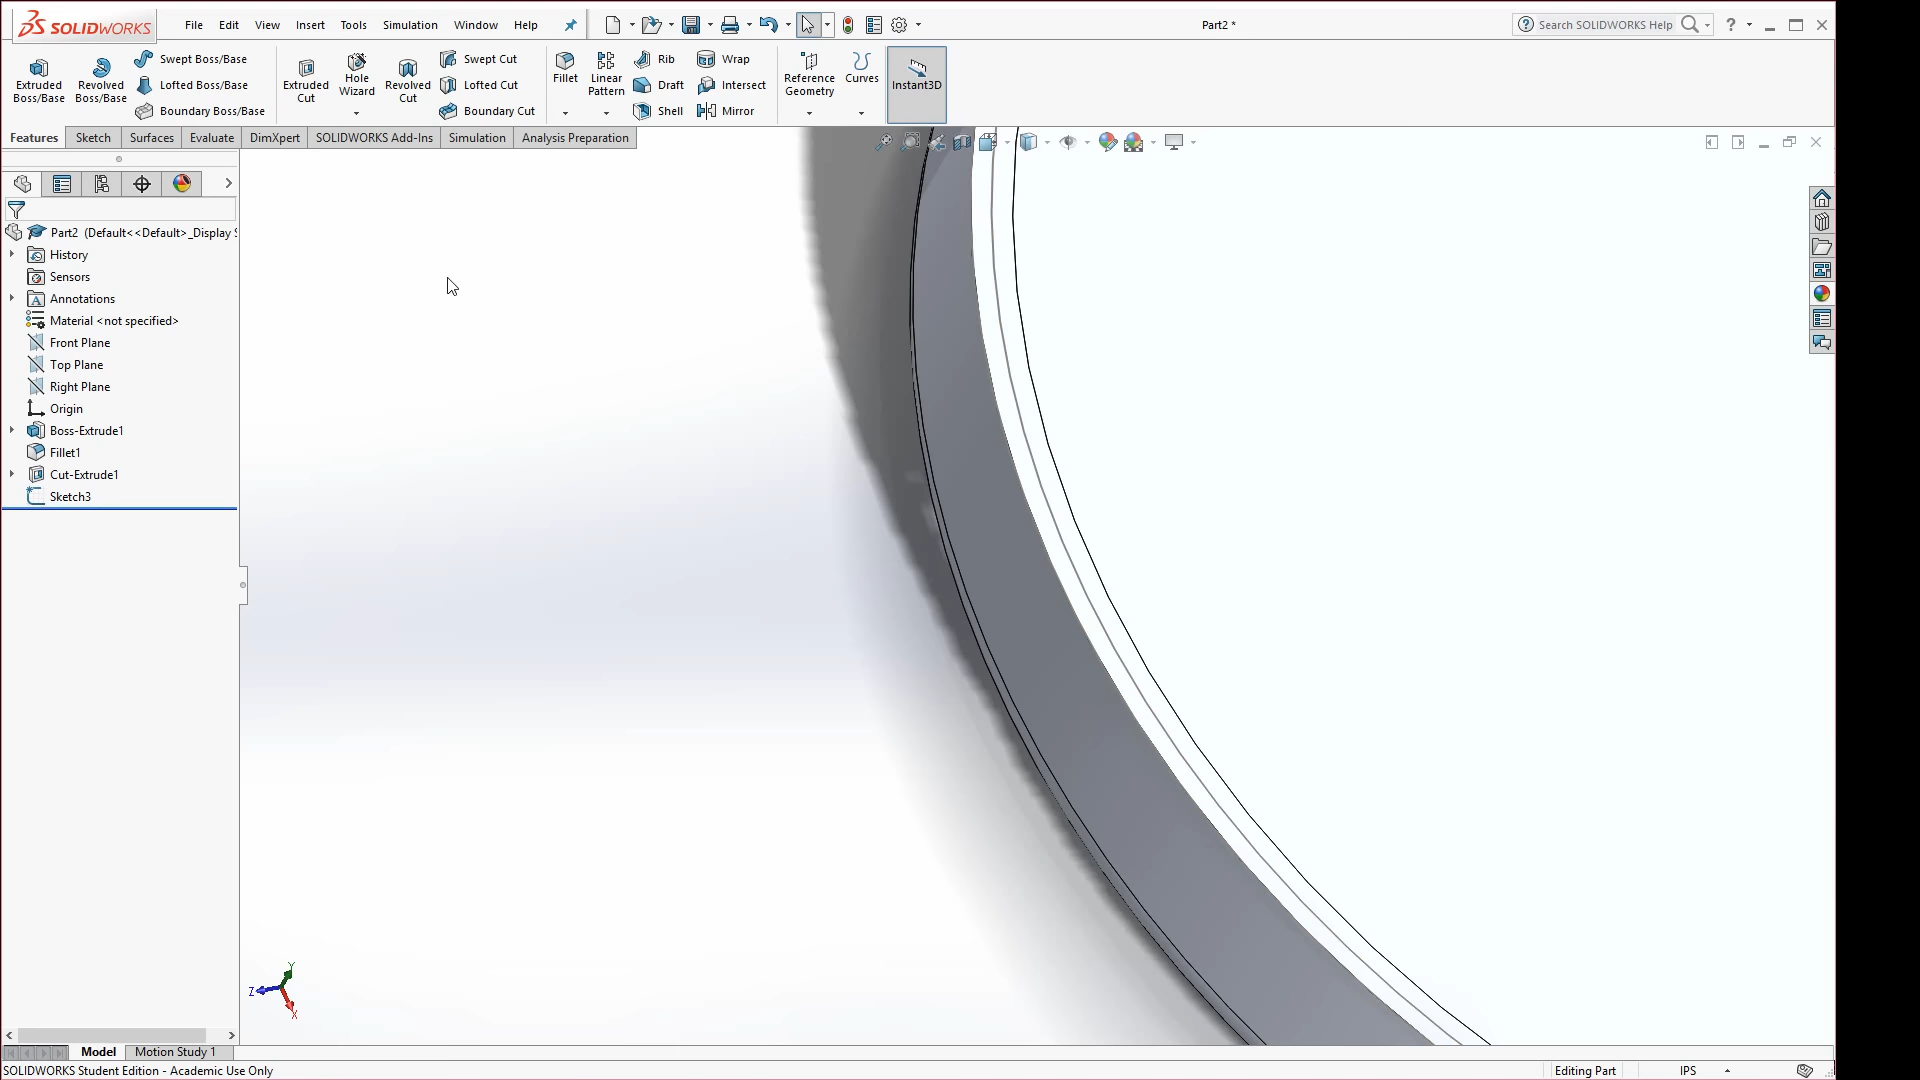 SOLIDWORKS
File Edit View Insert Tools Simulation Window Help
Part2 *
Search SOLIDWORKS Help
Extruded Boss/Base
Revolved Boss/Base
Swept Boss/Base
Lofted Boss/Base
Boundary Boss/Base
Extruded Cut
Hole Wizard
Revolved Cut
Swept Cut
Lofted Cut
Boundary Cut
Fillet
Linear Pattern
Rib
Draft
Shell
Wrap
Intersect
Mirror
Reference Geometry
Curves
Instant3D
Features Sketch Surfaces Evaluate DimXpert SOLIDWORKS Add-Ins Simulation Analysis Preparation
Part2 (Default<<Default>_Display S
History
Sensors
Annotations
Material <not specified>
Front Plane
Top Plane
Right Plane
Origin
Boss-Extrude1
Fillet1
Cut-Extrude1
Sketch3
Y
Z
X
Model Motion Study 1
SOLIDWORKS Student Edition - Academic Use Only
Editing Part
IPS